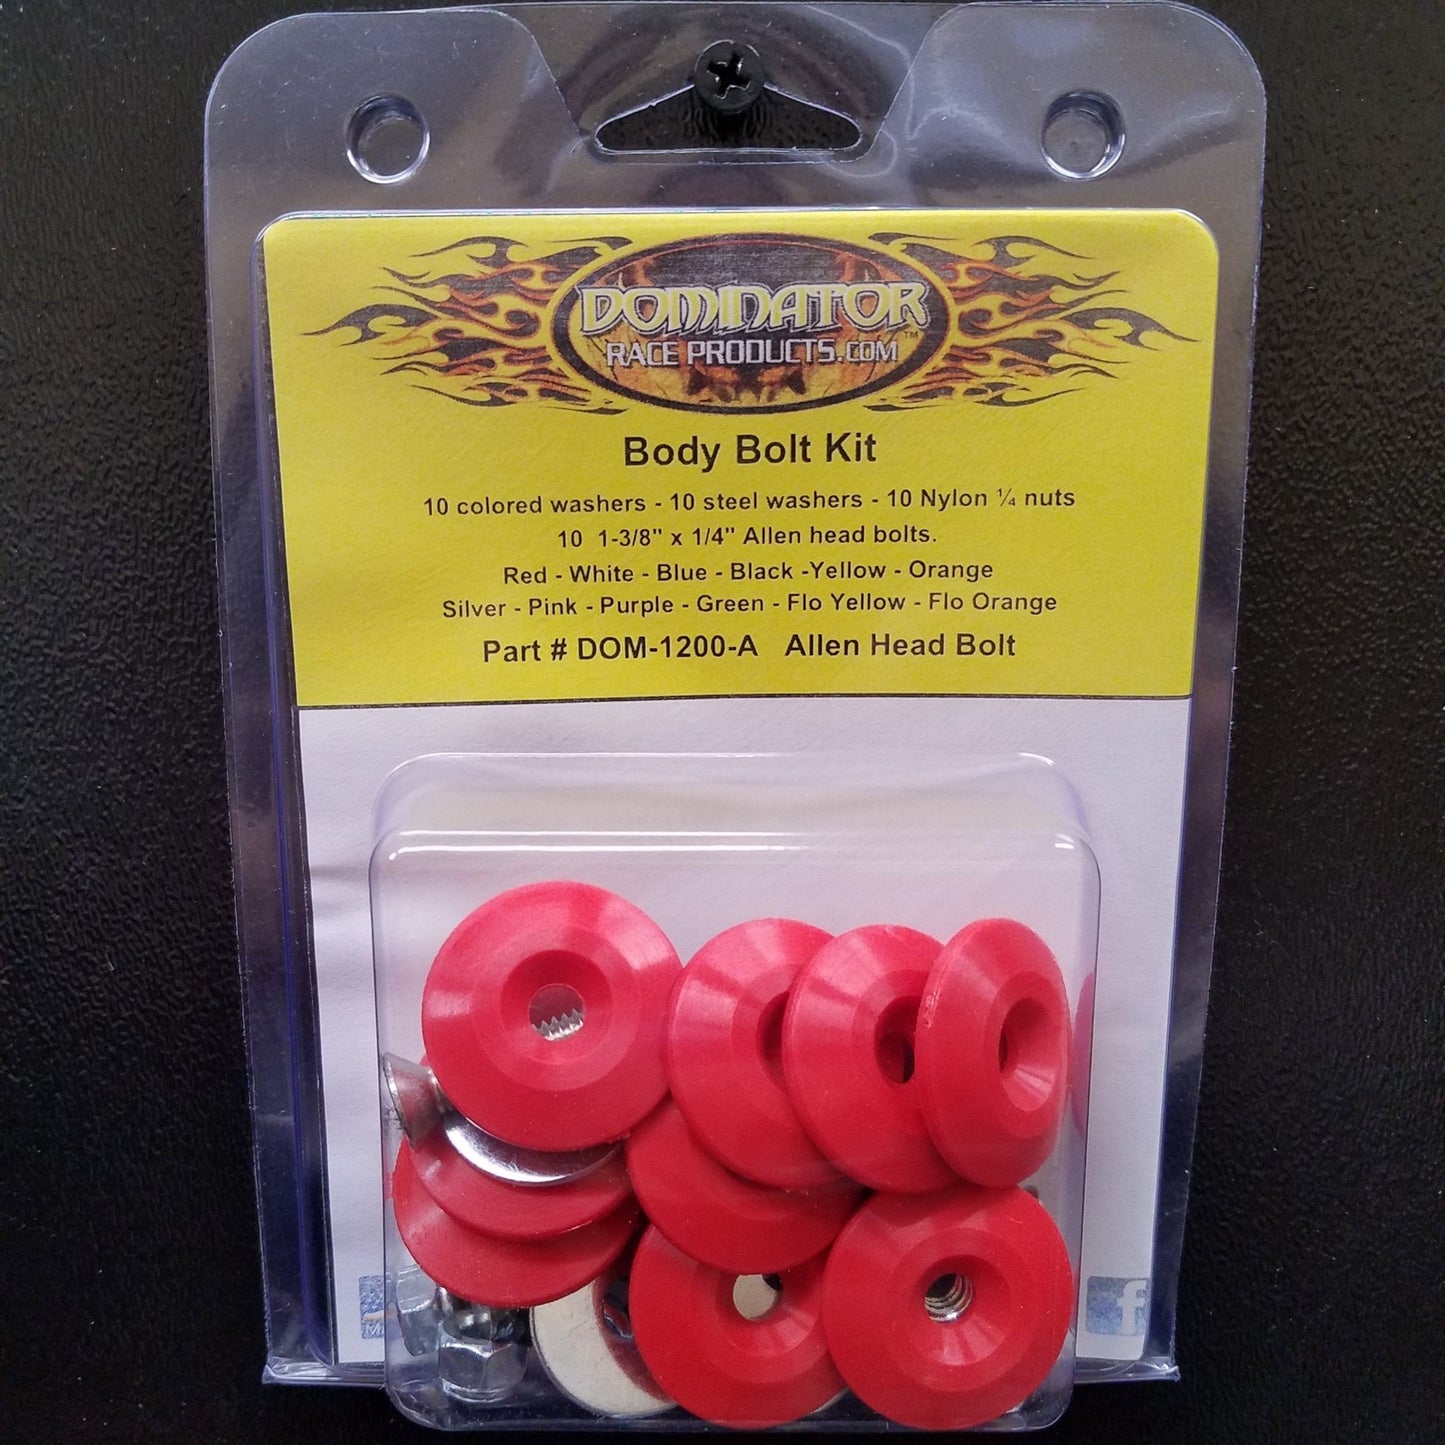 DOMINATOR
RACE PRODUCTS.COM ™
Body Bolt Kit
10 colored washers - 10 steel washers - 10 Nylon ¼ nuts
10 1-3/8" x 1/4" Allen head bolts.
Red - White - Blue - Black -Yellow - Orange
Silver - Pink - Purple - Green - Flo Yellow - Flo Orange
Part # DOM-1200-A Allen Head Bolt
f